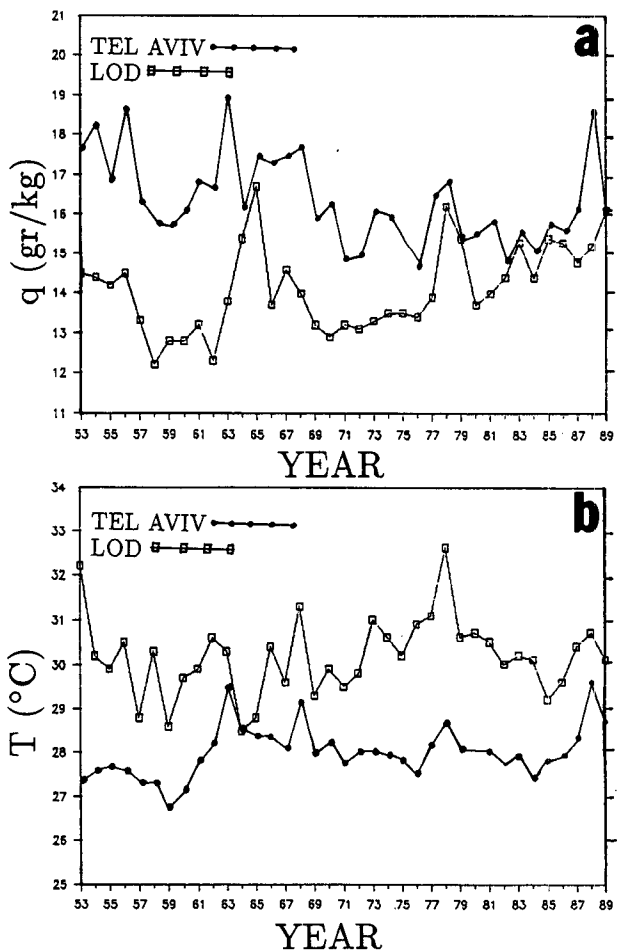 21
20
19
18
17
16
15
14
13
12
11
q (gr/kg)
TEL AVIV
LOD
a
53 55 57 59 61 63 65 67 69 71 73 75 77 79 81 83 85 87 89
YEAR
34
33
32
31
30
29
28
27
26
25
T (°C)
TEL AVIV
LOD
b
53 55 57 59 61 63 65 67 69 71 73 75 77 79 81 83 85 87 89
YEAR